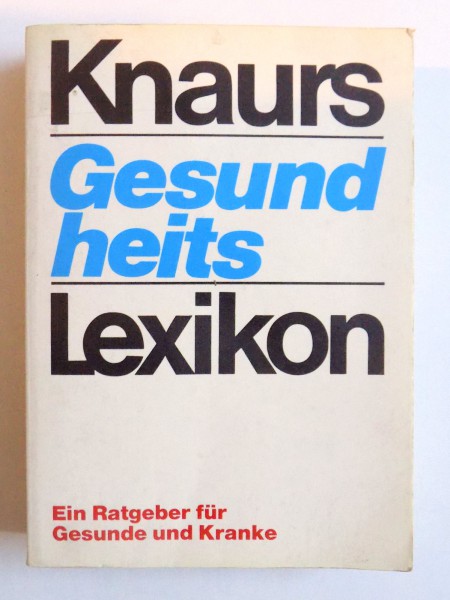 Knaurs
Gesund
heits
Lexikon
Ein Ratgeber für
Gesunde und Kranke